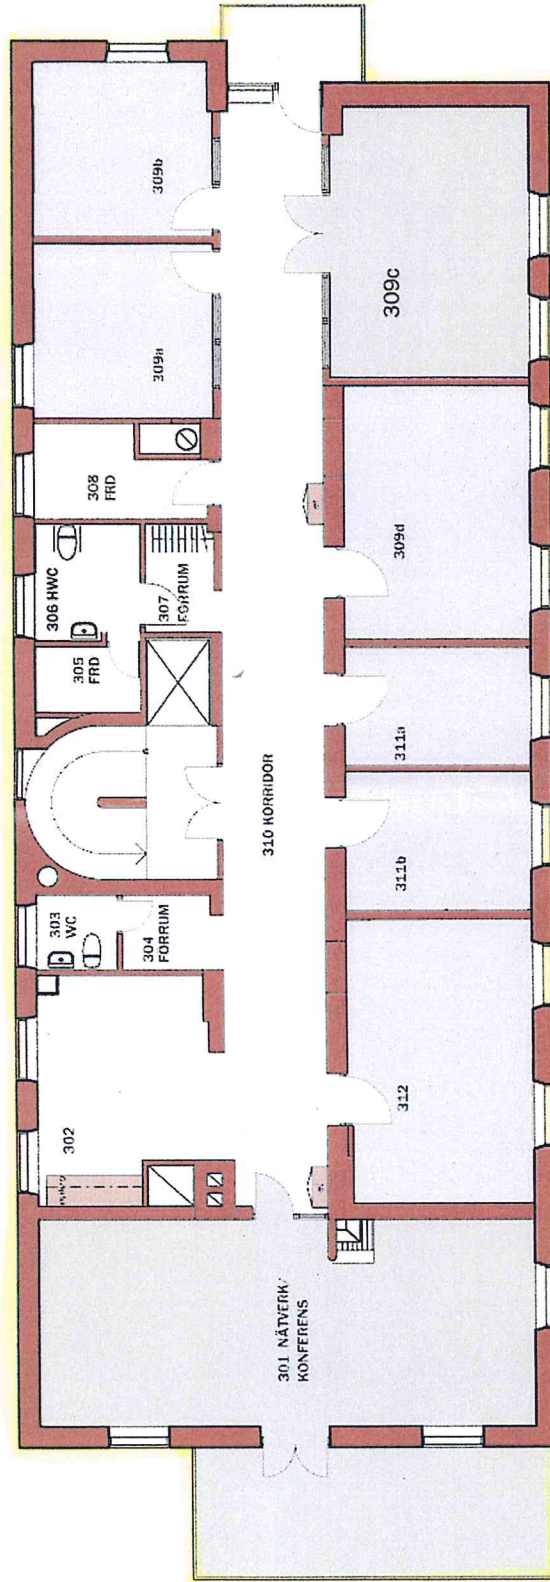 309b
309a
309c
308
FRD
306 HWC
307
FÖRRUM
305
FRD
309d
311a
310 KORRIDOR
311b
303
WC
304
FÖRRUM
302
312
301 NÄTVERK/
KONFERENS